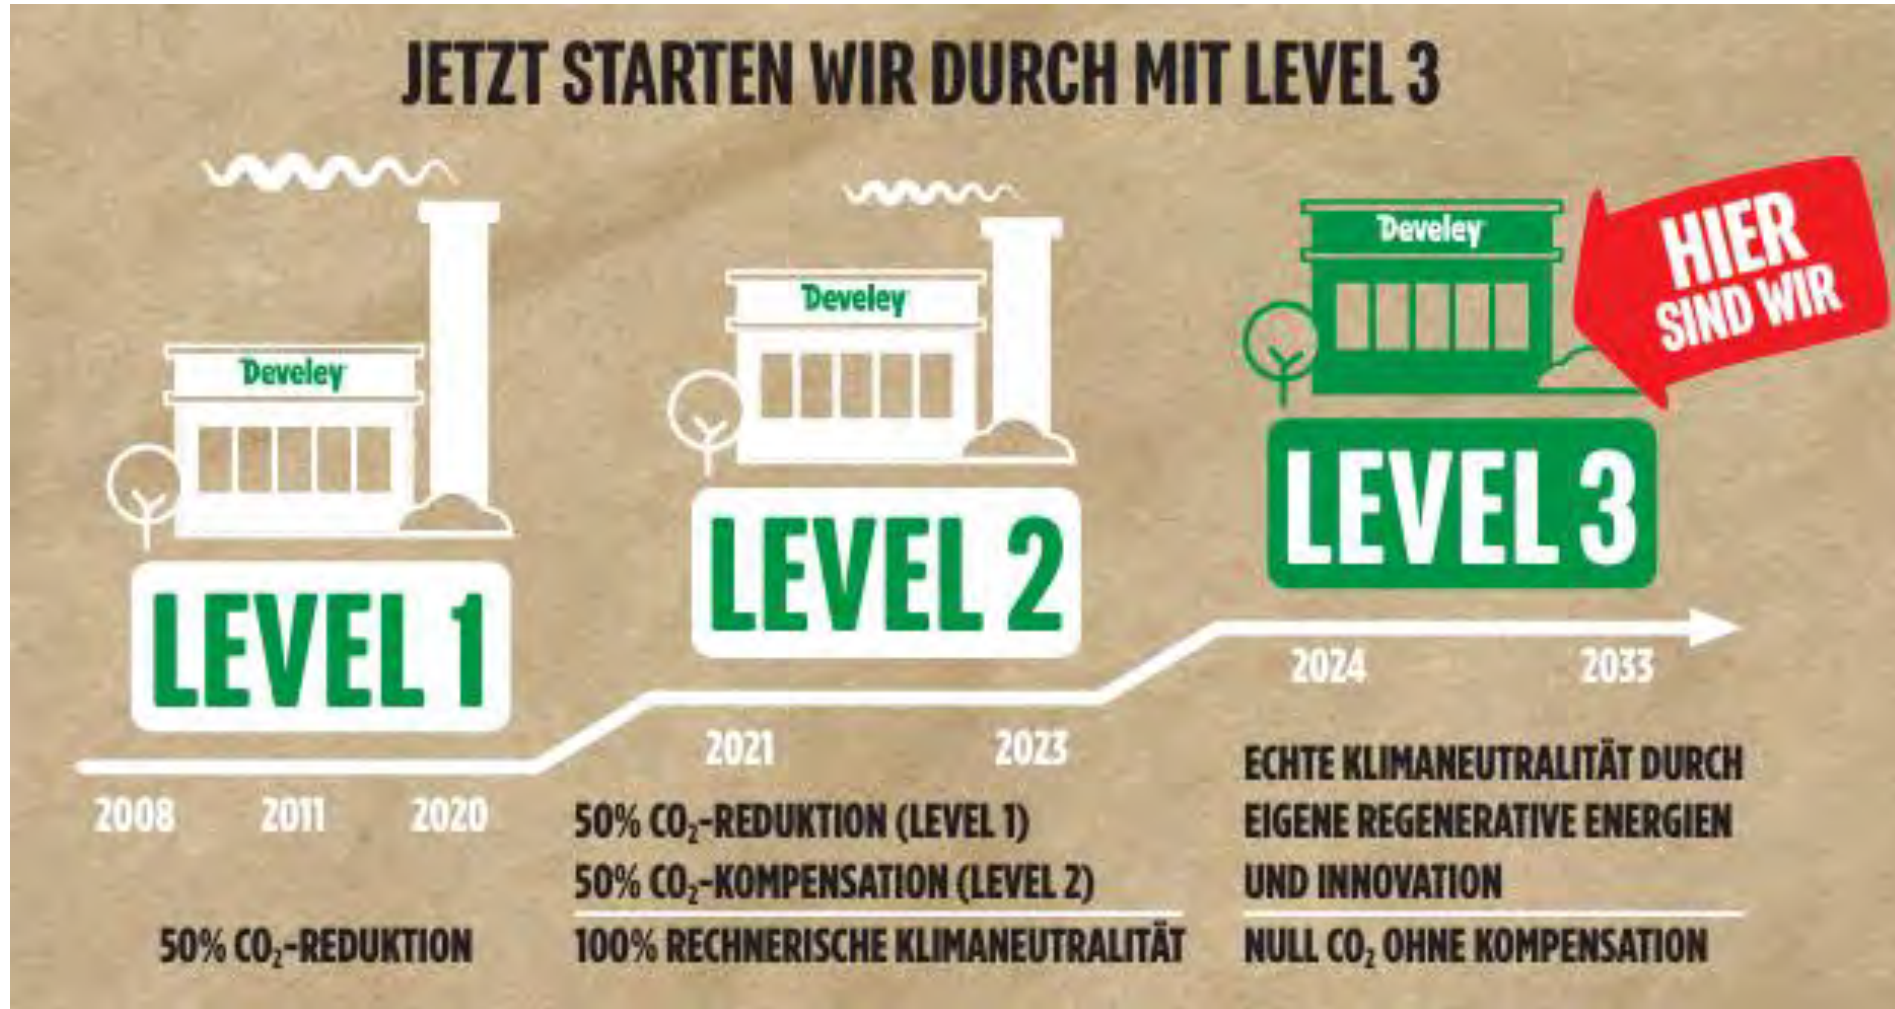 JETZT STARTEN WIR DURCH MIT LEVEL 3
Develey
LEVEL 1
2008 2011 2020
50% CO₂-REDUKTION
Develey
LEVEL 2
2021 2023
50% CO₂-REDUKTION (LEVEL 1)
50% CO₂-KOMPENSATION (LEVEL 2)
100% RECHNERISCHE KLIMANEUTRALITÄT
Develey
HIER
SIND WIR
LEVEL 3
2024 2033
ECHTE KLIMANEUTRALITÄT DURCH
EIGENE REGENERATIVE ENERGIEN
UND INNOVATION
NULL CO₂ OHNE KOMPENSATION